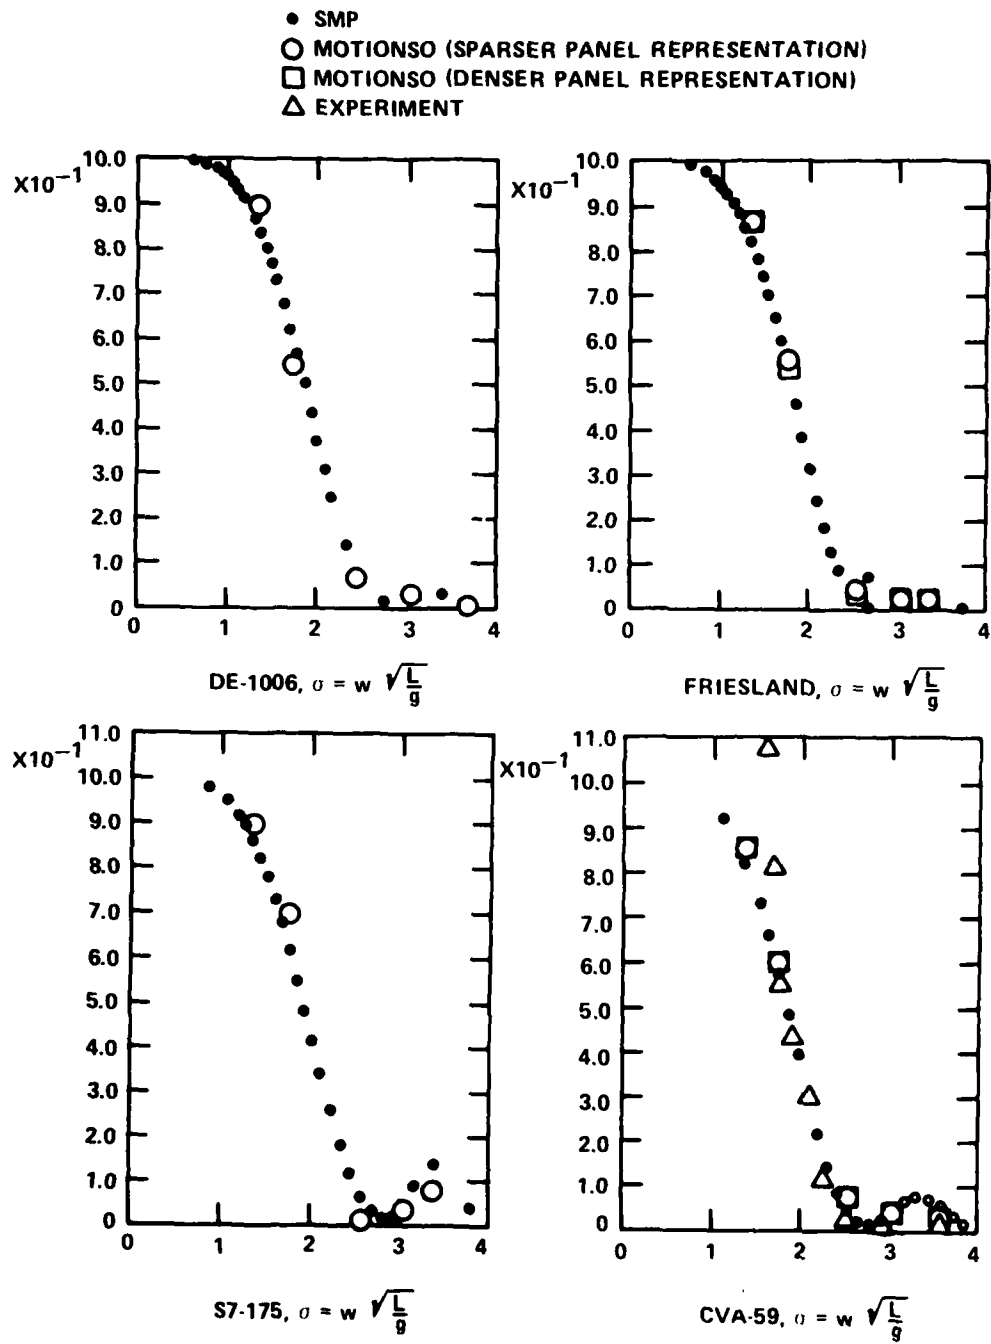 SMP
MOTIONSO (SPARSER PANEL REPRESENTATION)
MOTIONSO (DENSER PANEL REPRESENTATION)
EXPERIMENT
X10⁻¹
10.0
9.0
8.0
7.0
6.0
5.0
4.0
3.0
2.0
1.0
0
0 1 2 3 4
DE-1006, σ = w √L/g
X10⁻¹
10.0
9.0
8.0
7.0
6.0
5.0
4.0
3.0
2.0
1.0
0
0 1 2 3 4
FRIESLAND, σ = w √L/g
X10⁻¹
11.0
10.0
9.0
8.0
7.0
6.0
5.0
4.0
3.0
2.0
1.0
0
0 1 2 3 4
S7-175, σ = w √L/g
X10⁻¹
11.0
9.0
8.0
7.0
6.0
5.0
4.0
3.0
2.0
1.0
0
0 1 2 3 4
CVA-59, σ = w √L/g